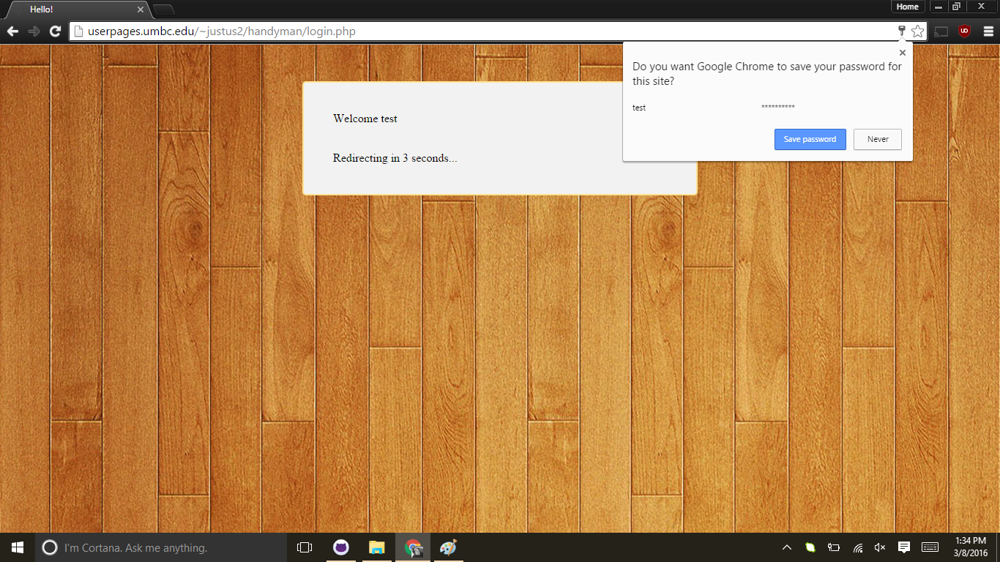 Hello!
Home
userpages.umbc.edu/~justus2/handyman/login.php
Do you want Google Chrome to save your password for
this site?
test **********
Save password Never
Welcome test
Redirecting in 3 seconds...
I'm Cortana. Ask me anything.
1:34 PM
3/8/2016